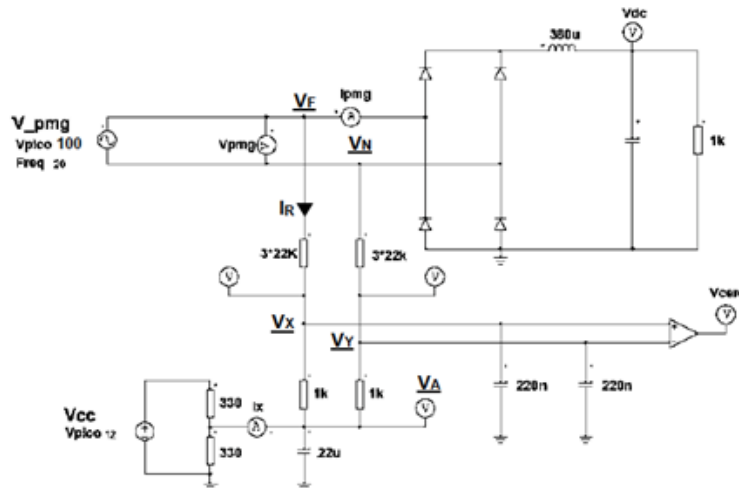 Vdc
V
380u
1k
V_pmg
Vpico 100
Freq 20
Vpmg
V
VF
Ipmg
A
VN
IR
3*22K
3*22k
V
V
VX
VY
Vcero
V
1k
1k
VA
V
220n
220n
Vcc
Vpico 12
330
330
Ix
A
.22u